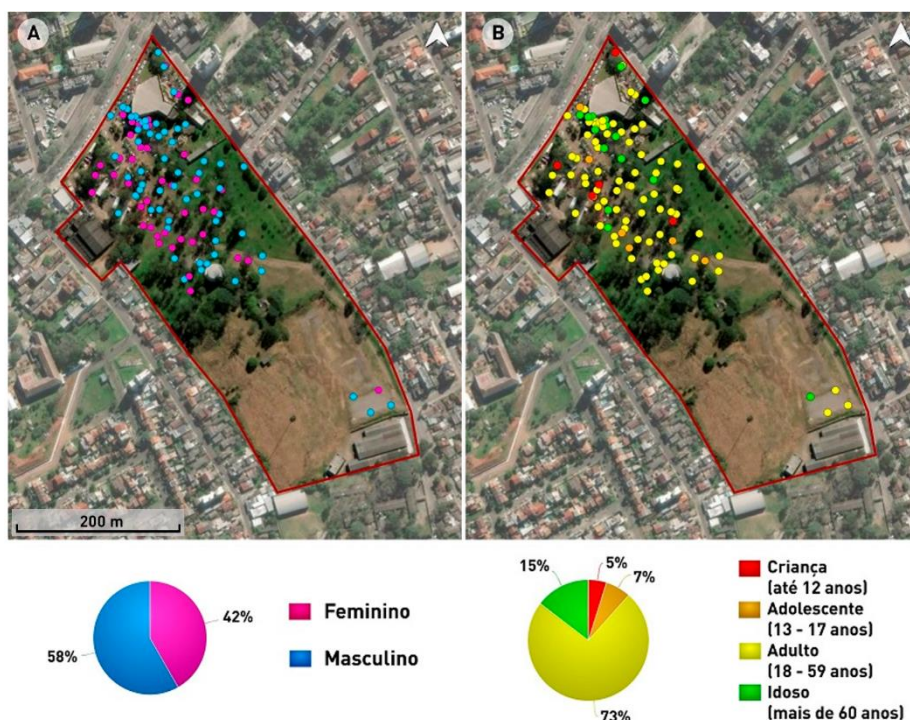 A
B
200 m
42%
58%
Feminino
Masculino
15%
5%
7%
73%
Criança
(até 12 anos)
Adolescente
(13 - 17 anos)
Adulto
(18 - 59 anos)
Idoso
(mais de 60 anos)